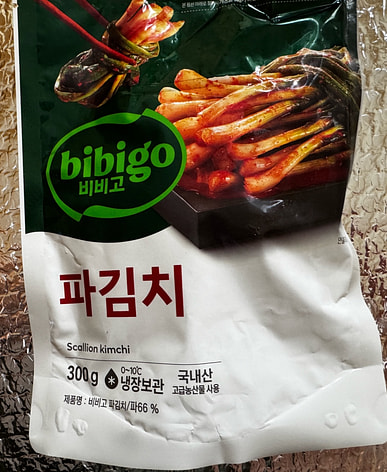 bibigo
비비고
파김치
Scallion kimchi
300g 0~10℃ 냉장보관 국내산
고급농산물 사용
제품명 : 비비고 파김치/파66 %